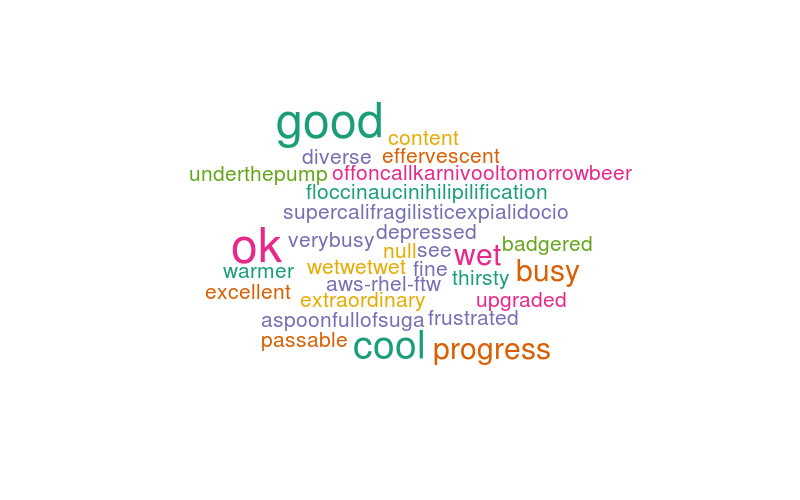 good
content
diverse effervescent
underthepump offoncallkarnivooltomorrowbeer
floccinaucinihilipilification
supercalifragilisticexpialidocio
depressed
ok verybusy badgered
null see wet
warmer wetwetwet fine thirsty busy
aws-rhel-ftw
excellent extraordinary upgraded
aspoonfullofsuga frustrated
passable cool progress